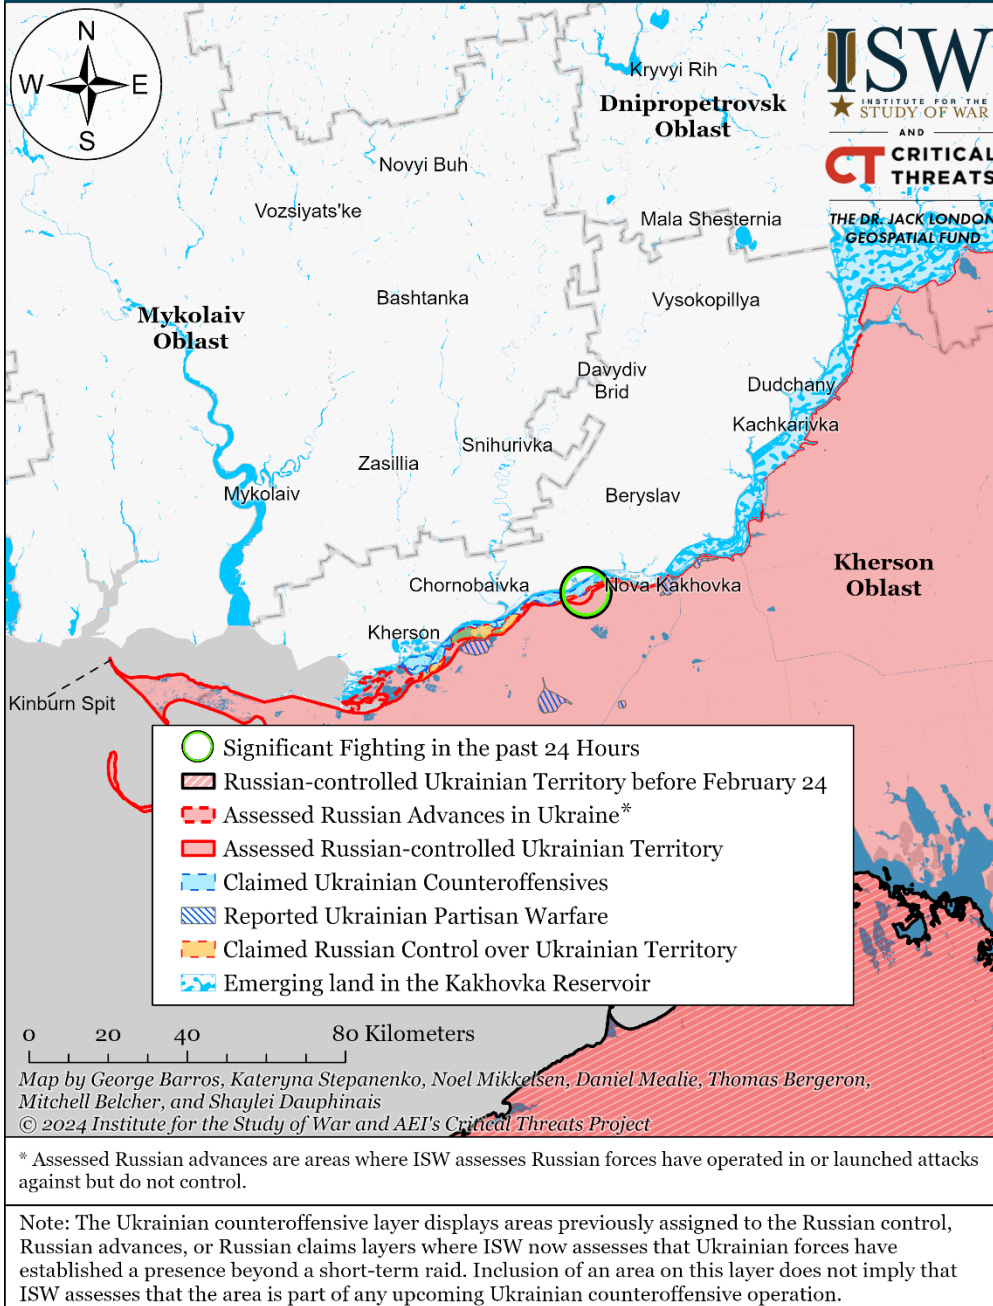 N
W
E
S
ISW
INSTITUTE FOR THE
STUDY OF WAR
AND
CT CRITICAL
THREATS
THE DR. JACK LONDON
GEOSPATIAL FUND
Kryvyi Rih
Dnipropetrovsk
Oblast
Novyi Buh
Vozsiyats'ke
Mala Shesternia
Bashtanka
Vysokopillya
Mykolaiv
Oblast
Davydiv
Brid
Dudchany
Kachkarivka
Snihurivka
Zasillia
Mykolaiv
Beryslav
Kherson
Oblast
Chornobaivka
Nova Kakhovka
Kherson
Kinburn Spit
Significant Fighting in the past 24 Hours
Russian-controlled Ukrainian Territory before February 24
Assessed Russian Advances in Ukraine*
Assessed Russian-controlled Ukrainian Territory
Claimed Ukrainian Counteroffensives
Reported Ukrainian Partisan Warfare
Claimed Russian Control over Ukrainian Territory
Emerging land in the Kakhovka Reservoir
0 20 40 80 Kilometers
Map by George Barros, Kateryna Stepanenko, Noel Mikkelsen, Daniel Mealie, Thomas Bergeron,
Mitchell Belcher, and Shaylei Dauphinais
© 2024 Institute for the Study of War and AEI's Critical Threats Project
* Assessed Russian advances are areas where ISW assesses Russian forces have operated in or launched attacks
against but do not control.
Note: The Ukrainian counteroffensive layer displays areas previously assigned to the Russian control,
Russian advances, or Russian claims layers where ISW now assesses that Ukrainian forces have
established a presence beyond a short-term raid. Inclusion of an area on this layer does not imply that
ISW assesses that the area is part of any upcoming Ukrainian counteroffensive operation.